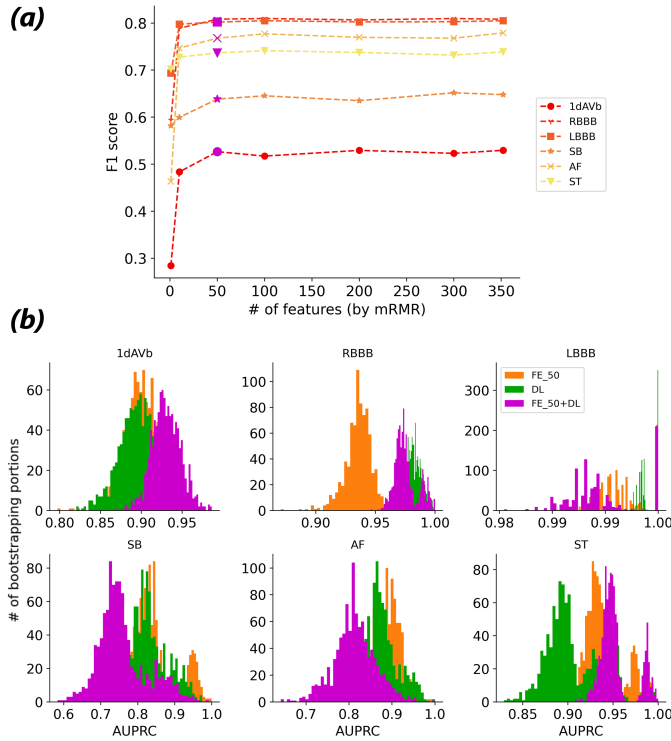 (a)
0.8
0.7
0.6
0.5
0.4
0.3
F1 score
0 50 100 150 200 250 300 350
# of features (by mRMR)
1dAVb
RBBB
LBBB
SB
AF
ST
(b)
# of bootstrapping portions
1dAVb
60
40
20
0
0.80 0.85 0.90 0.95
RBBB
100
80
60
40
20
0
0.90 0.95 1.00
LBBB
FE_50
DL
FE_50+DL
300
200
100
0
0.98 0.99 0.99 1.00
SB
80
60
40
20
0
0.6 0.7 0.8 0.9 1.0
AUPRC
AF
100
80
60
40
20
0
0.7 0.8 0.9 1.0
AUPRC
ST
80
60
40
20
0
0.85 0.90 0.95 1.00
AUPRC